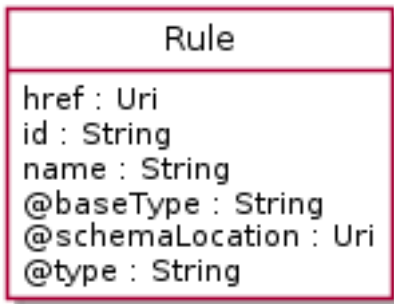 Rule
href : Uri
id : String
name : String
@baseType : String
@schemaLocation : Uri
@type : String